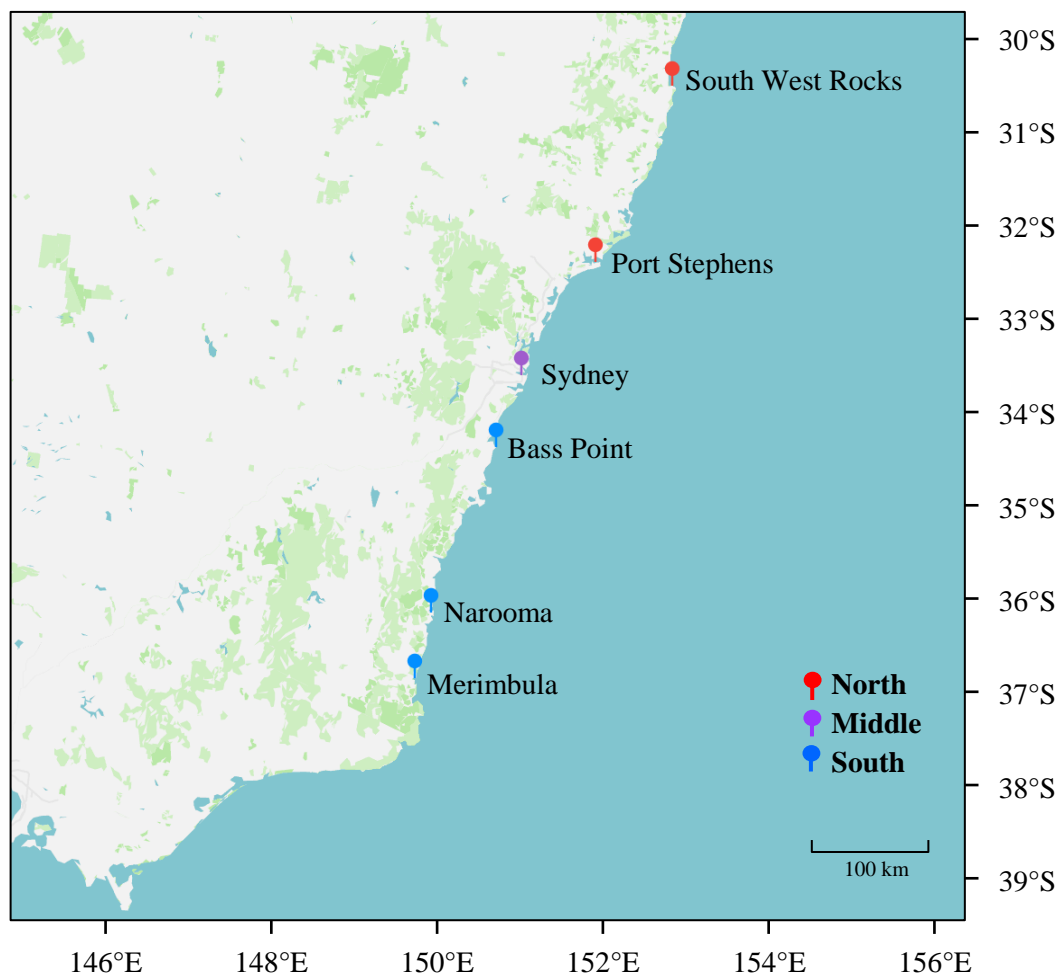 30°S
South West Rocks
31°S
32°S
Port Stephens
33°S
Sydney
34°S
Bass Point
35°S
36°S
Narooma
Merimbula
North
37°S
Middle
South
38°S
100 km
39°S
146°E 148°E 150°E 152°E 154°E 156°E